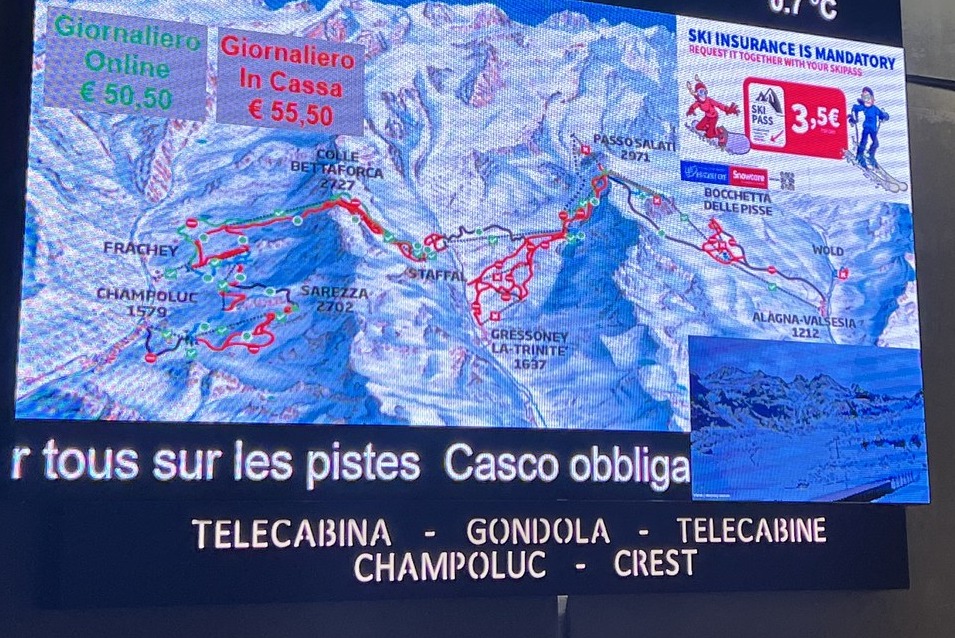 0.7 °C
Giornaliero
Online
€ 50,50
Giornaliero
In Cassa
€ 55,50
SKI INSURANCE IS MANDATORY
REQUEST IT TOGETHER WITH YOUR SKIPASS
SKI
PASS
3,5€
Snowcare
PASSO SALATI
2971
COLLE
BETTAFORCA
2727
BOCCHETTA
DELLE PISSE
FRACHEY
WOLD
STAFFAL
CHAMPOLUC
1579
SAREZZA
2702
ALAGNA-VALSESIA
1212
GRESSONEY
LA-TRINITE'
1637
r tous sur les pistes Casco obbliga
TELECABINA - GONDOLA - TELECABINE
CHAMPOLUC - CREST